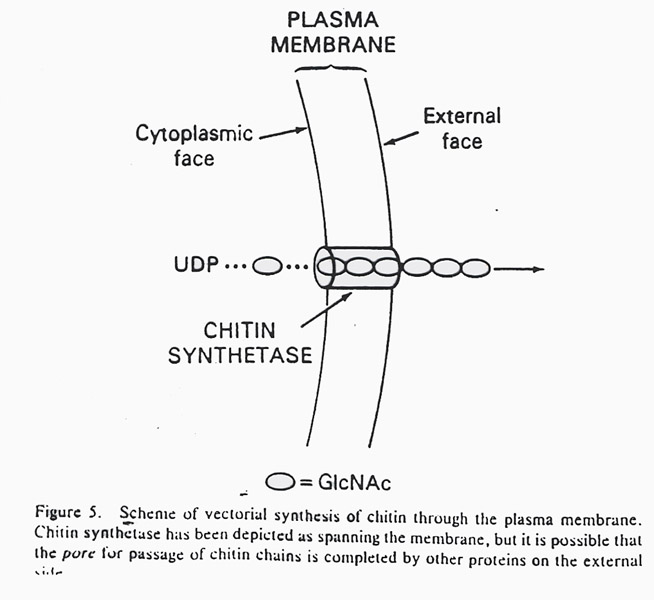 PLASMA
MEMBRANE
Cytoplasmic
face
External
face
UDP ... ...
CHITIN
SYNTHETASE
= GlcNAc
Figure 5. Scheme of vectorial synthesis of chitin through the plasma membrane.
Chitin synthetase has been depicted as spanning the membrane, but it is possible that
the pore for passage of chitin chains is completed by other proteins on the external